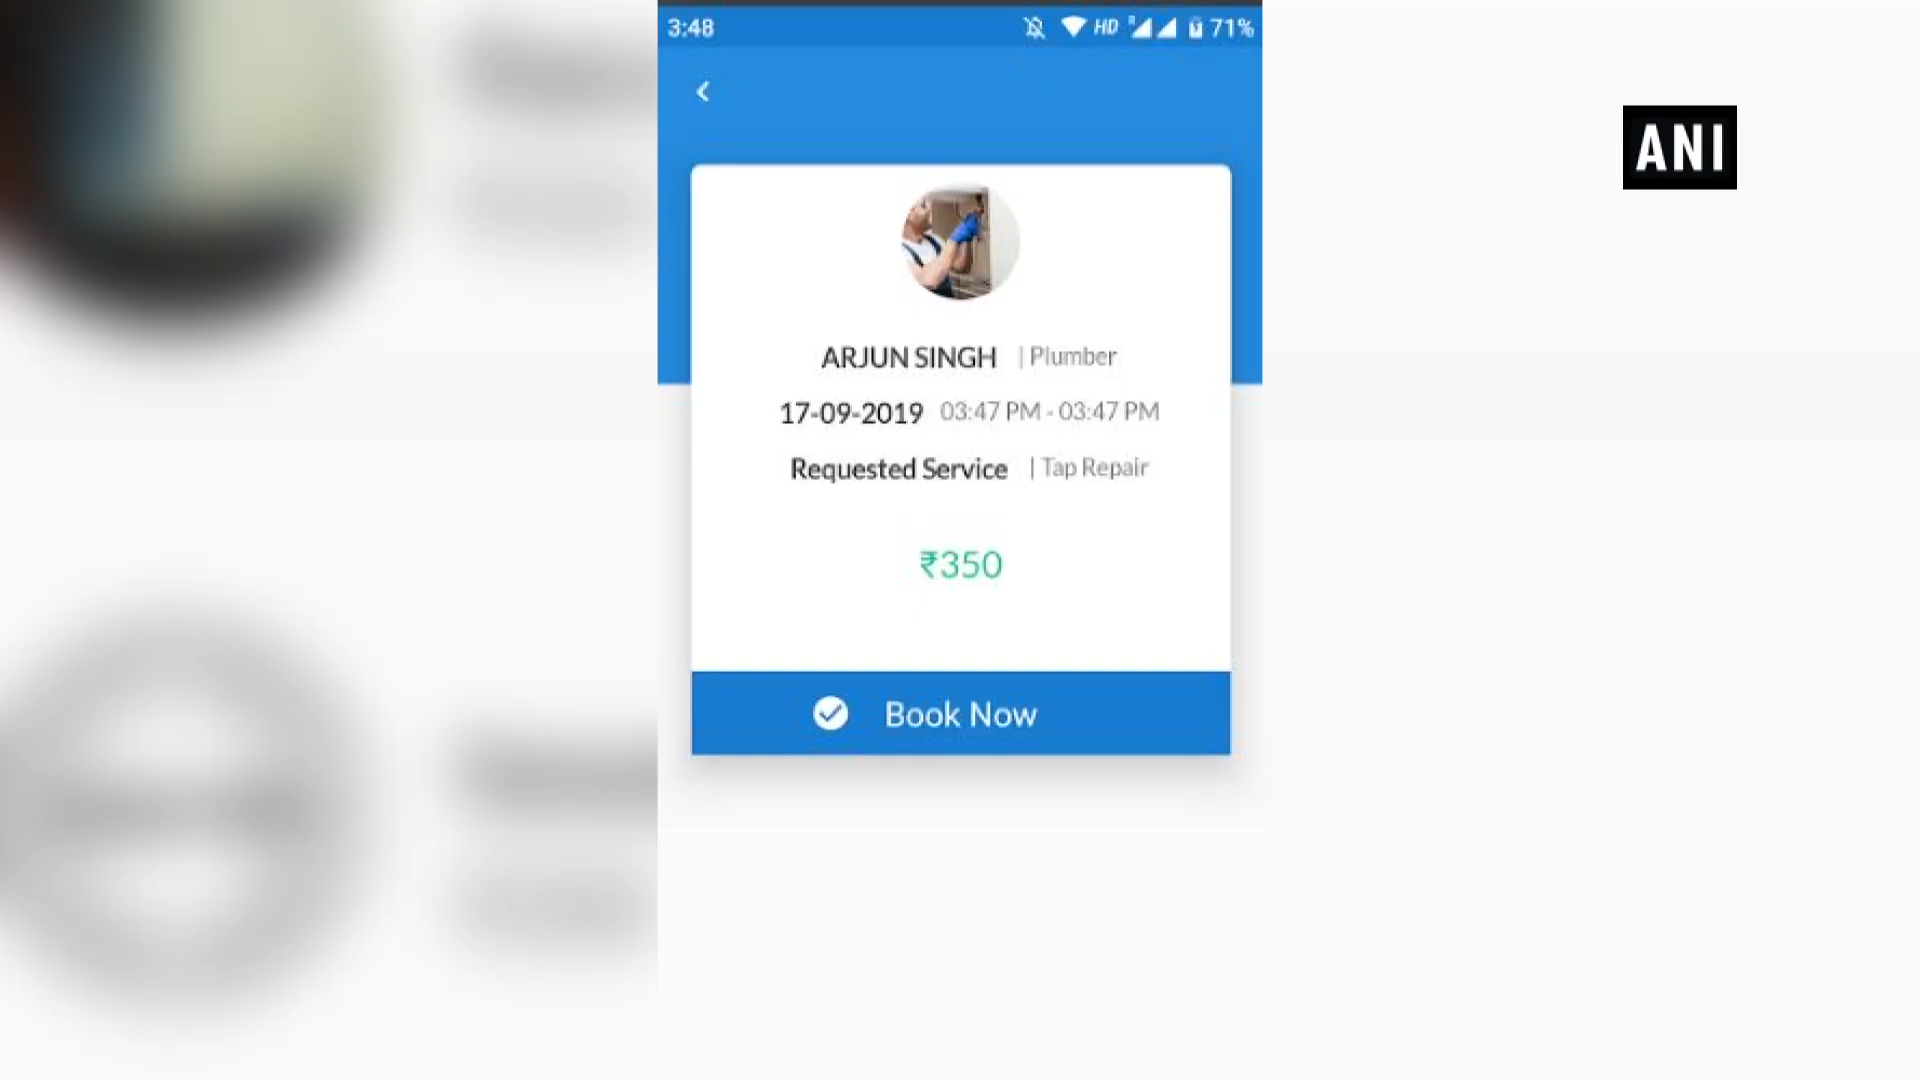 3:48 HD R 71%
ANI
ARJUN SINGH | Plumber
17-09-2019 03:47 PM - 03:47 PM
Requested Service | Tap Repair
₹350
Book Now